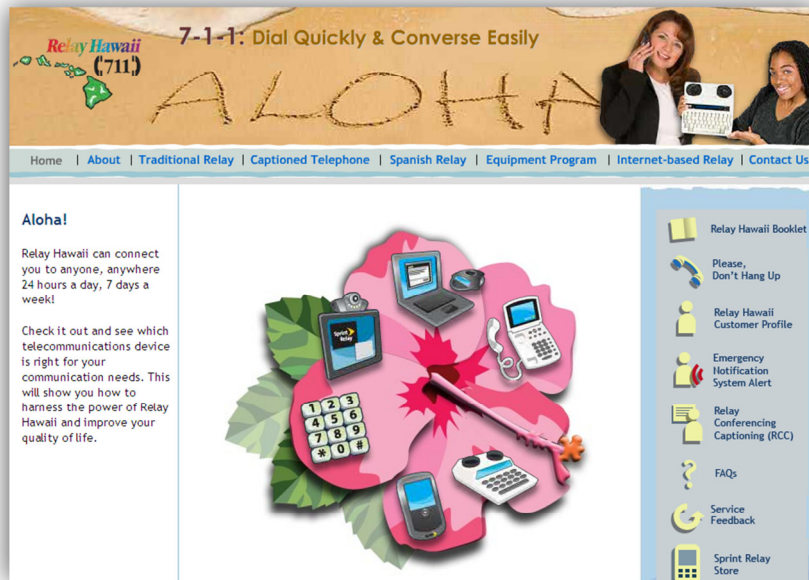 Relay Hawaii
(711)
7-1-1: Dial Quickly & Converse Easily
ALOHA
Home | About | Traditional Relay | Captioned Telephone | Spanish Relay | Equipment Program | Internet-based Relay | Contact Us
Aloha!
Relay Hawaii can connect
you to anyone, anywhere
24 hours a day, 7 days a
week!
Check it out and see which
telecommunications device
is right for your
communication needs. This
will show you how to
harness the power of Relay
Hawaii and improve your
quality of life.
Sprint
Relay
1 2 3
4 5 6
7 8 9
* 0 #
Relay Hawaii Booklet
Please,
Don't Hang Up
Relay Hawaii
Customer Profile
Emergency
Notification
System Alert
Relay
Conferencing
Captioning (RCC)
FAQs
Service
Feedback
Sprint Relay
Store